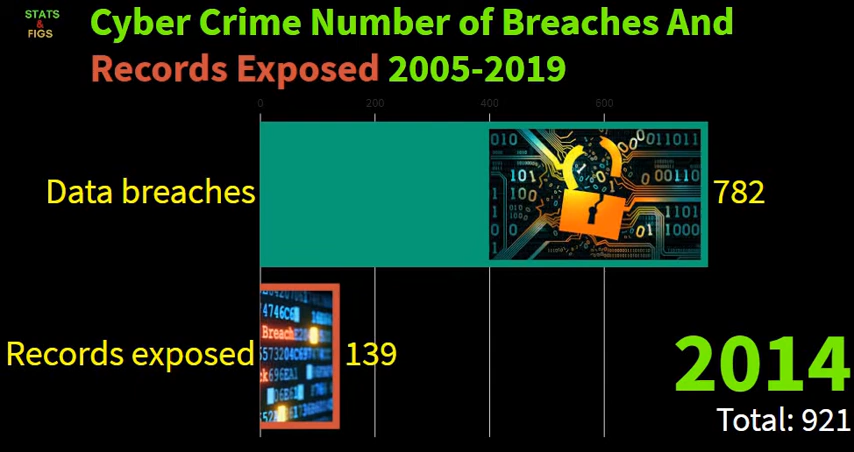 STATS
&
FIGS
Cyber Crime Number of Breaches And
Records Exposed 2005-2019
0 200 400 600
Data breaches 782
Records exposed 139
Breach
2014
Total: 921